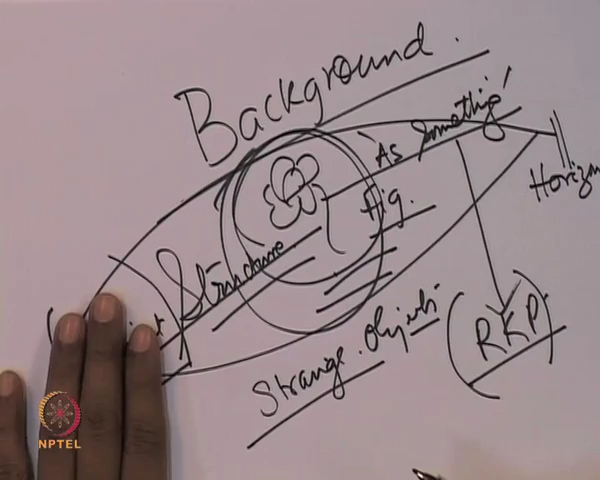 Background.
As Something'
Horizon
Fig.
Structure
Strange Objects
(RKP)
NPTEL